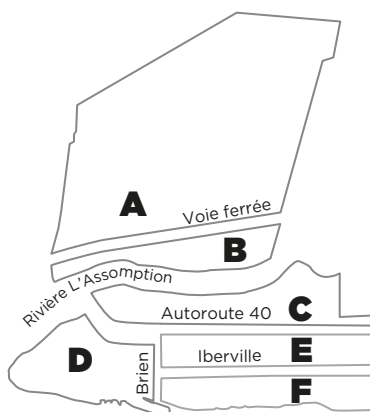 A
Voie ferrée
B
Rivière L'Assomption
Autoroute 40
C
D
Brien
Iberville
E
F